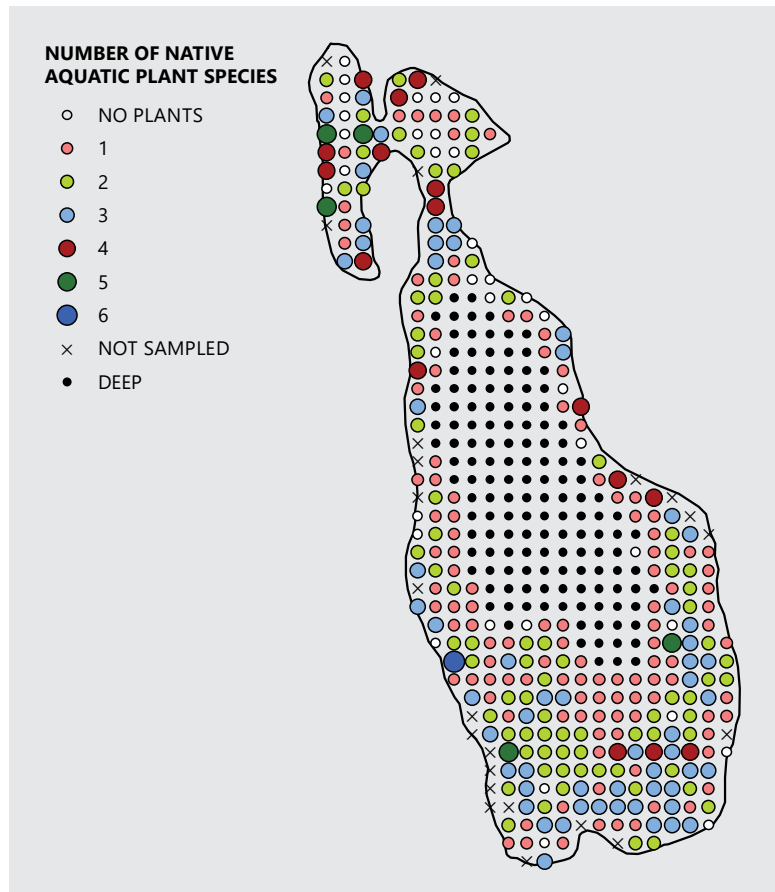 NUMBER OF NATIVE
AQUATIC PLANT SPECIES
NO PLANTS
1
2
3
4
5
6
NOT SAMPLED
DEEP